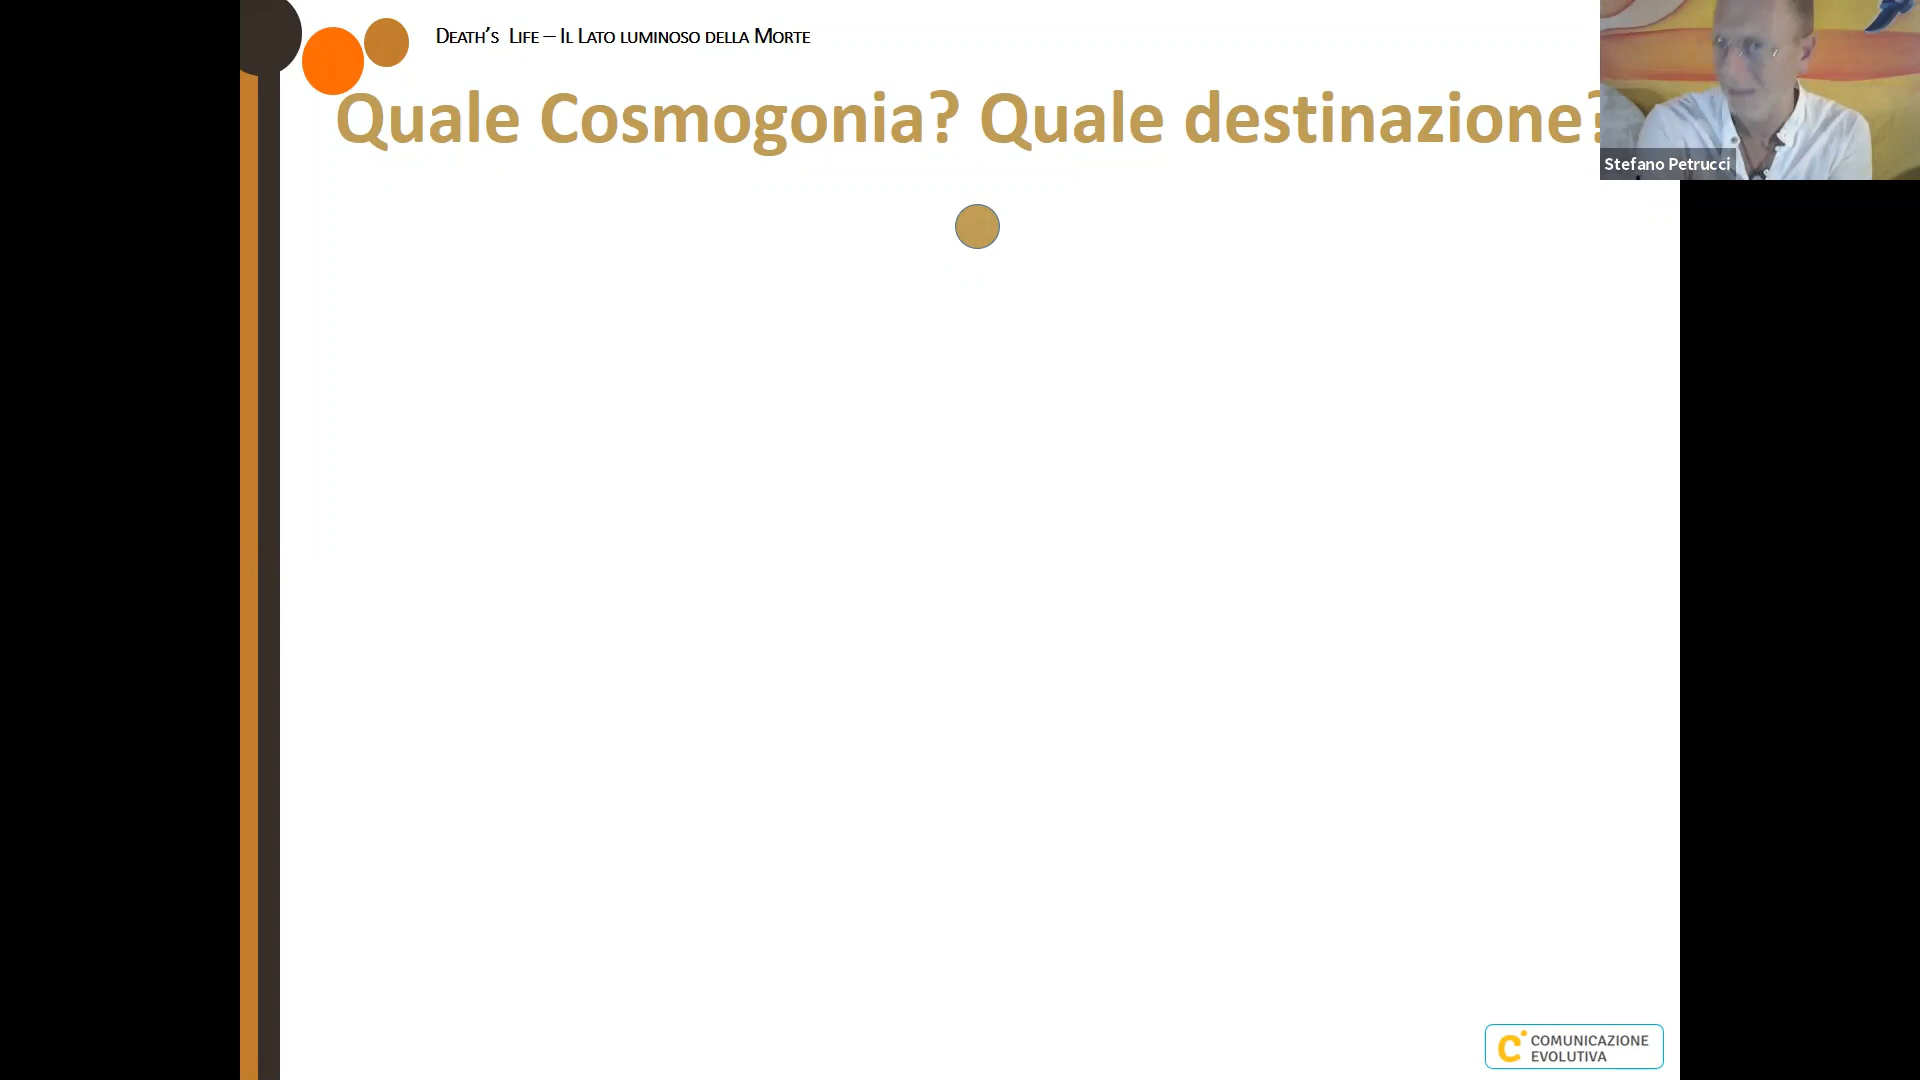 Death's Life – Il Lato luminoso della Morte
Quale Cosmogonia? Quale destinazione?
Stefano Petrucci
C COMUNICAZIONE
EVOLUTIVA